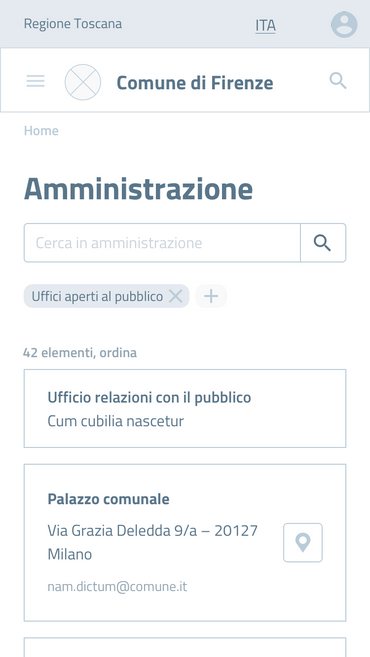 Regione Toscana
ITA
Comune di Firenze
Home
Amministrazione
Cerca in amministrazione
Uffici aperti al pubblico
42 elementi, ordina
Ufficio relazioni con il pubblico
Cum cubilia nascetur
Palazzo comunale
Via Grazia Deledda 9/a – 20127
Milano
nam.dictum@comune.it